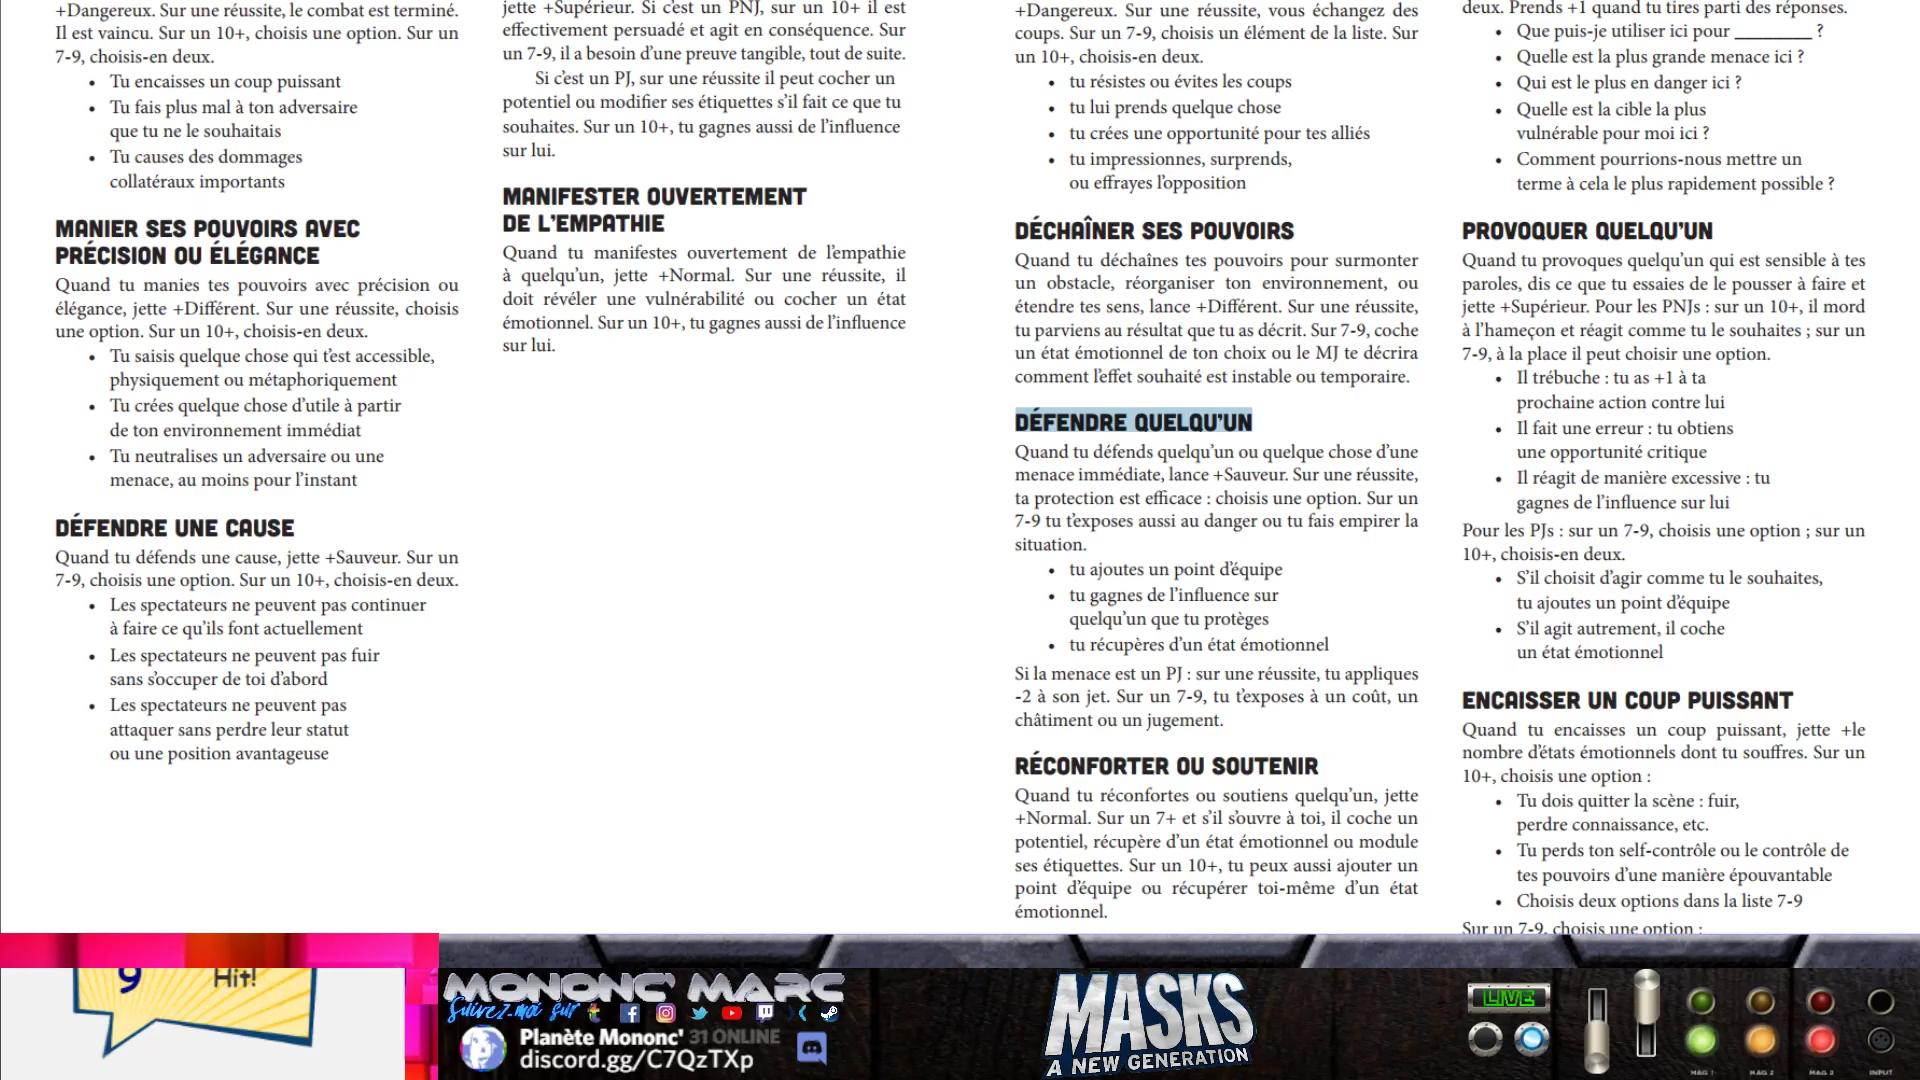 +Dangereux. Sur une réussite, le combat est terminé.
Il est vaincu. Sur un 10+, choisis une option. Sur un
7-9, choisis-en deux.
• Tu encaisses un coup puissant
• Tu fais plus mal à ton adversaire
que tu ne le souhaitais
• Tu causes des dommages
collatéraux importants
MANIER SES POUVOIRS AVEC
PRÉCISION OU ÉLÉGANCE
Quand tu manies tes pouvoirs avec précision ou
élégance, jette +Différent. Sur une réussite, choisis
une option. Sur un 10+, choisis-en deux.
• Tu saisis quelque chose qui t'est accessible,
physiquement ou métaphoriquement
• Tu crées quelque chose d'utile à partir
de ton environnement immédiat
• Tu neutralises un adversaire ou une
menace, au moins pour l'instant
DÉFENDRE UNE CAUSE
Quand tu défends une cause, jette +Sauveur. Sur un
7-9, choisis une option. Sur un 10+, choisis-en deux.
• Les spectateurs ne peuvent pas continuer
à faire ce qu'ils font actuellement
• Les spectateurs ne peuvent pas fuir
sans s'occuper de toi d'abord
• Les spectateurs ne peuvent pas
attaquer sans perdre leur statut
ou une position avantageuse
jette +Supérieur. Si c'est un PNJ, sur un 10+ il est
effectivement persuadé et agit en conséquence. Sur
un 7-9, il a besoin d'une preuve tangible, tout de suite.
Si c'est un PJ, sur une réussite il peut cocher un
potentiel ou modifier ses étiquettes s'il fait ce que tu
souhaites. Sur un 10+, tu gagnes aussi de l'influence
sur lui.
MANIFESTER OUVERTEMENT
DE L'EMPATHIE
Quand tu manifestes ouvertement de l'empathie
à quelqu'un, jette +Normal. Sur une réussite, il
doit révéler une vulnérabilité ou cocher un état
émotionnel. Sur un 10+, tu gagnes aussi de l'influence
sur lui.
+Dangereux. Sur une réussite, vous échangez des
coups. Sur un 7-9, choisis un élément de la liste. Sur
un 10+, choisis-en deux.
• tu résistes ou évites les coups
• tu lui prends quelque chose
• tu crées une opportunité pour tes alliés
• tu impressionnes, surprends,
ou effrayes l'opposition
DÉCHAÎNER SES POUVOIRS
Quand tu déchaînes tes pouvoirs pour surmonter
un obstacle, réorganiser ton environnement, ou
étendre tes sens, lance +Différent. Sur une réussite,
tu parviens au résultat que tu as décrit. Sur 7-9, coche
un état émotionnel de ton choix ou le MJ te décrira
comment l'effet souhaité est instable ou temporaire.
DÉFENDRE QUELQU'UN
Quand tu défends quelqu'un ou quelque chose d'une
menace immédiate, lance +Sauveur. Sur une réussite,
ta protection est efficace : choisis une option. Sur un
7-9 tu t'exposes aussi au danger ou tu fais empirer la
situation.
• tu ajoutes un point d'équipe
• tu gagnes de l'influence sur
quelqu'un que tu protèges
• tu récupères d'un état émotionnel
Si la menace est un PJ : sur une réussite, tu appliques
-2 à son jet. Sur un 7-9, tu t'exposes à un coût, un
châtiment ou un jugement.
RÉCONFORTER OU SOUTENIR
Quand tu réconfortes ou soutiens quelqu'un, jette
+Normal. Sur un 7+ et s'il s'ouvre à toi, il coche un
potentiel, récupère d'un état émotionnel ou module
ses étiquettes. Sur un 10+, tu peux aussi ajouter un
point d'équipe ou récupérer toi-même d'un état
émotionnel.
deux. Prends +1 quand tu tires parti des réponses.
• Que puis-je utiliser ici pour ________ ?
• Quelle est la plus grande menace ici ?
• Qui est le plus en danger ici ?
• Quelle est la cible la plus
vulnérable pour moi ici ?
• Comment pourrions-nous mettre un
terme à cela le plus rapidement possible ?
PROVOQUER QUELQU'UN
Quand tu provoques quelqu'un qui est sensible à tes
paroles, dis ce que tu essaies de le pousser à faire et
jette +Supérieur. Pour les PNJs : sur un 10+, il mord
à l'hameçon et réagit comme tu le souhaites ; sur un
7-9, à la place il peut choisir une option.
• Il trébuche : tu as +1 à ta
prochaine action contre lui
• Il fait une erreur : tu obtiens
une opportunité critique
• Il réagit de manière excessive : tu
gagnes de l'influence sur lui
Pour les PJs : sur un 7-9, choisis une option ; sur un
10+, choisis-en deux.
• S'il choisit d'agir comme tu le souhaites,
tu ajoutes un point d'équipe
• S'il agit autrement, il coche
un état émotionnel
ENCAISSER UN COUP PUISSANT
Quand tu encaisses un coup puissant, jette +le
nombre d'états émotionnels dont tu souffres. Sur un
10+, choisis une option :
• Tu dois quitter la scène : fuir,
perdre connaissance, etc.
• Tu perds ton self-contrôle ou le contrôle de
tes pouvoirs d'une manière épouvantable
• Choisis deux options dans la liste 7-9
Sur un 7-9, choisis une option :
9 Hit!
MONONC' MARC
Suivez-moi sur
Planète Mononc' 31 ONLINE
discord.gg/C7QzTXp
MASKS
A NEW GENERATION
LIVE
MAG 1 MAG 2 MAG 3 INPUT